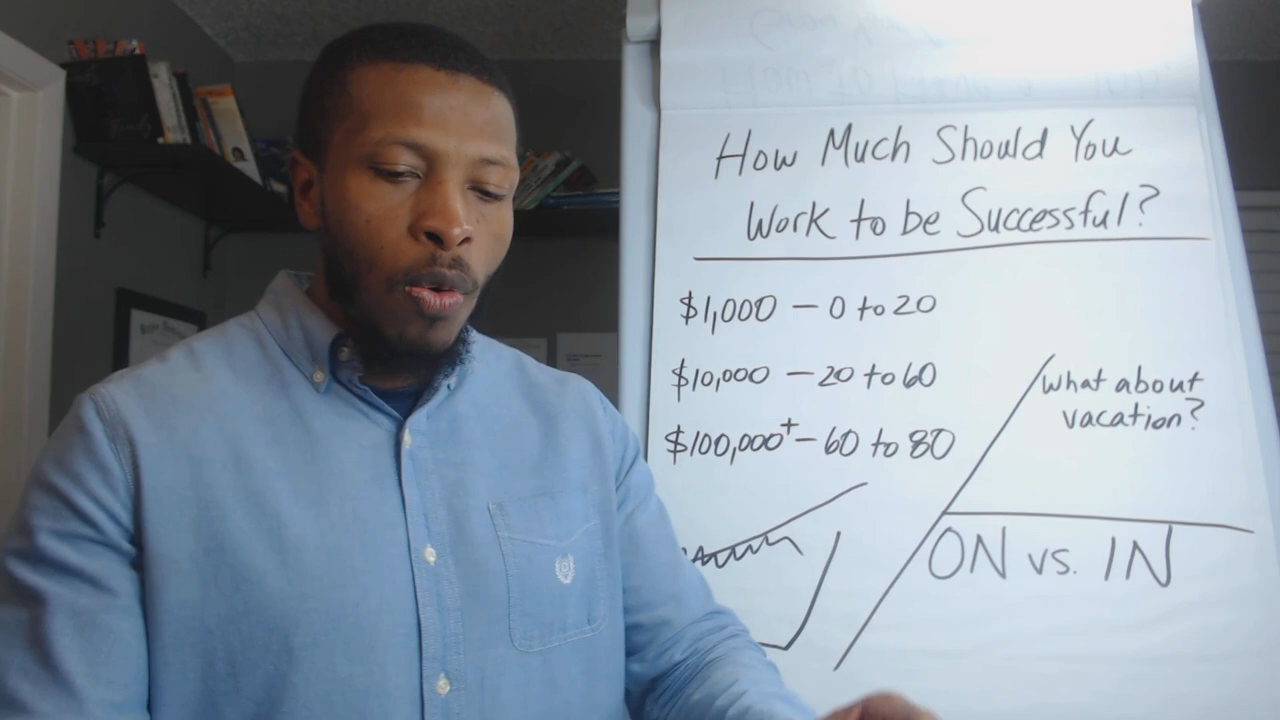 How Much Should You
Work to be Successful?
$1,000 – 0 to 20
$10,000 – 20 to 60
$100,000+ – 60 to 80
what about
vacation?
ON vs. IN